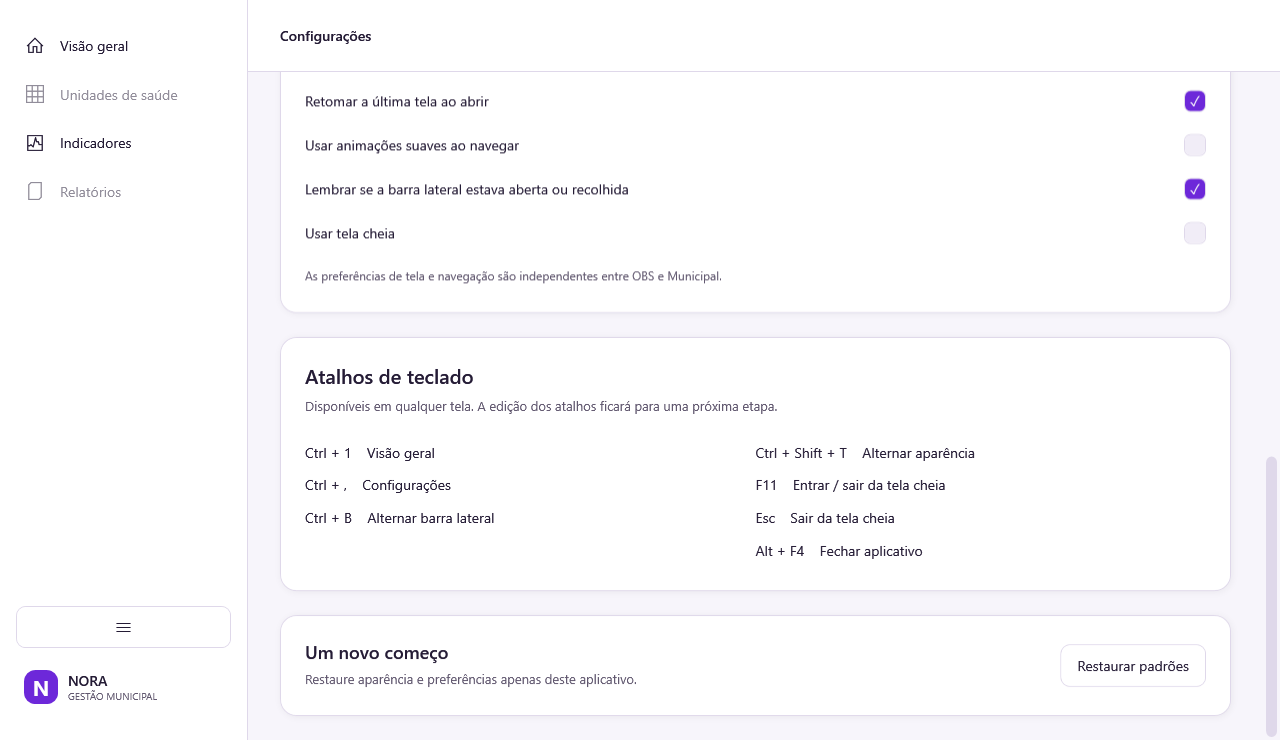 Configurações
Visão geral
Unidades de saúde
Indicadores
Relatórios
N
NORA
GESTÃO MUNICIPAL
Retomar a última tela ao abrir
Usar animações suaves ao navegar
Lembrar se a barra lateral estava aberta ou recolhida
Usar tela cheia
As preferências de tela e navegação são independentes entre OBS e Municipal.
Atalhos de teclado
Disponíveis em qualquer tela. A edição dos atalhos ficará para uma próxima etapa.
Ctrl + 1 Visão geral
Ctrl + , Configurações
Ctrl + B Alternar barra lateral
Ctrl + Shift + T Alternar aparência
F11 Entrar / sair da tela cheia
Esc Sair da tela cheia
Alt + F4 Fechar aplicativo
Um novo começo
Restaure aparência e preferências apenas deste aplicativo.
Restaurar padrões